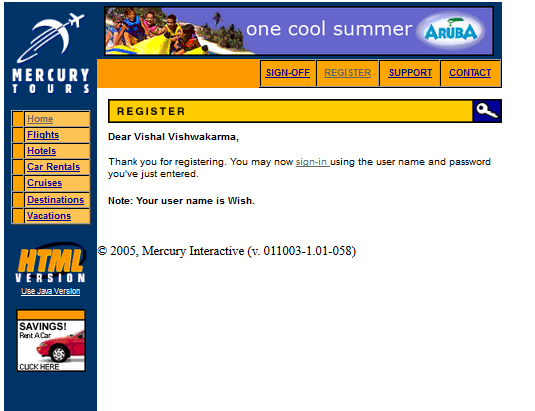 one cool summer ARUBA
MERCURY
TOURS
SIGN-OFF REGISTER SUPPORT CONTACT
Home
Flights
Hotels
Car Rentals
Cruises
Destinations
Vacations
HTML
VERSION
Use Java Version
SAVINGS!
Rent A Car
CLICK HERE
REGISTER
Dear Vishal Vishwakarma,
Thank you for registering. You may now sign-in using the user name and password
you've just entered.
Note: Your user name is Wish.
© 2005, Mercury Interactive (v. 011003-1.01-058)